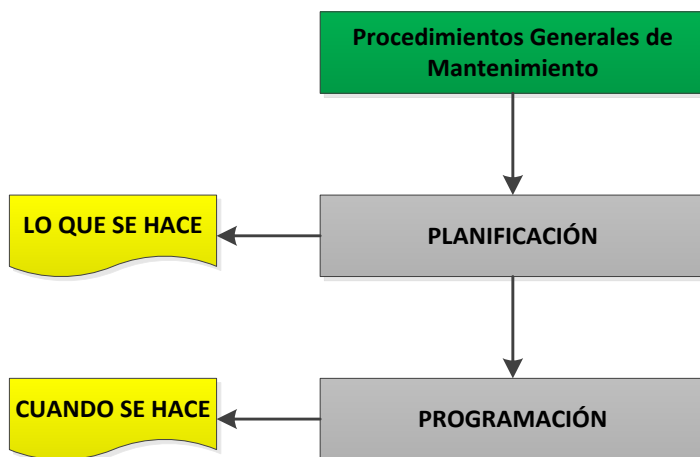 Procedimientos Generales de
Mantenimiento
LO QUE SE HACE
PLANIFICACIÓN
CUANDO SE HACE
PROGRAMACIÓN